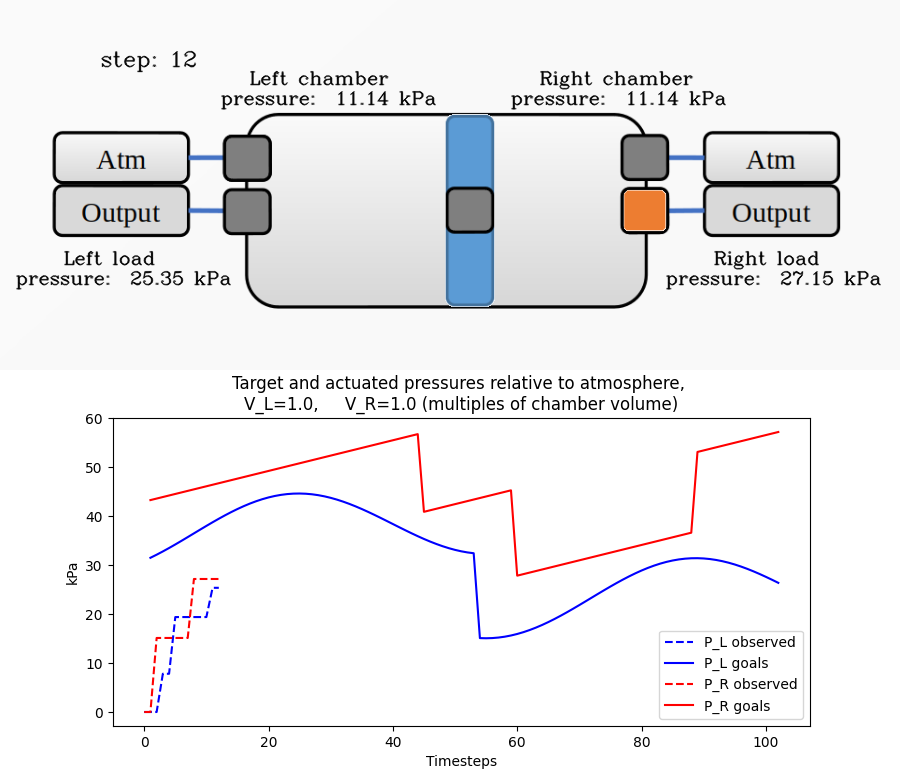 step: 12
Left chamber
pressure: 11.14 kPa
Right chamber
pressure: 11.14 kPa
Atm
Output
Atm
Output
Left load
pressure: 25.35 kPa
Right load
pressure: 27.15 kPa
Target and actuated pressures relative to atmosphere,
V_L=1.0, V_R=1.0 (multiples of chamber volume)
60
50
40
30
20
10
0
kPa
0 20 40 60 80 100
Timesteps
P_L observed
P_L goals
P_R observed
P_R goals